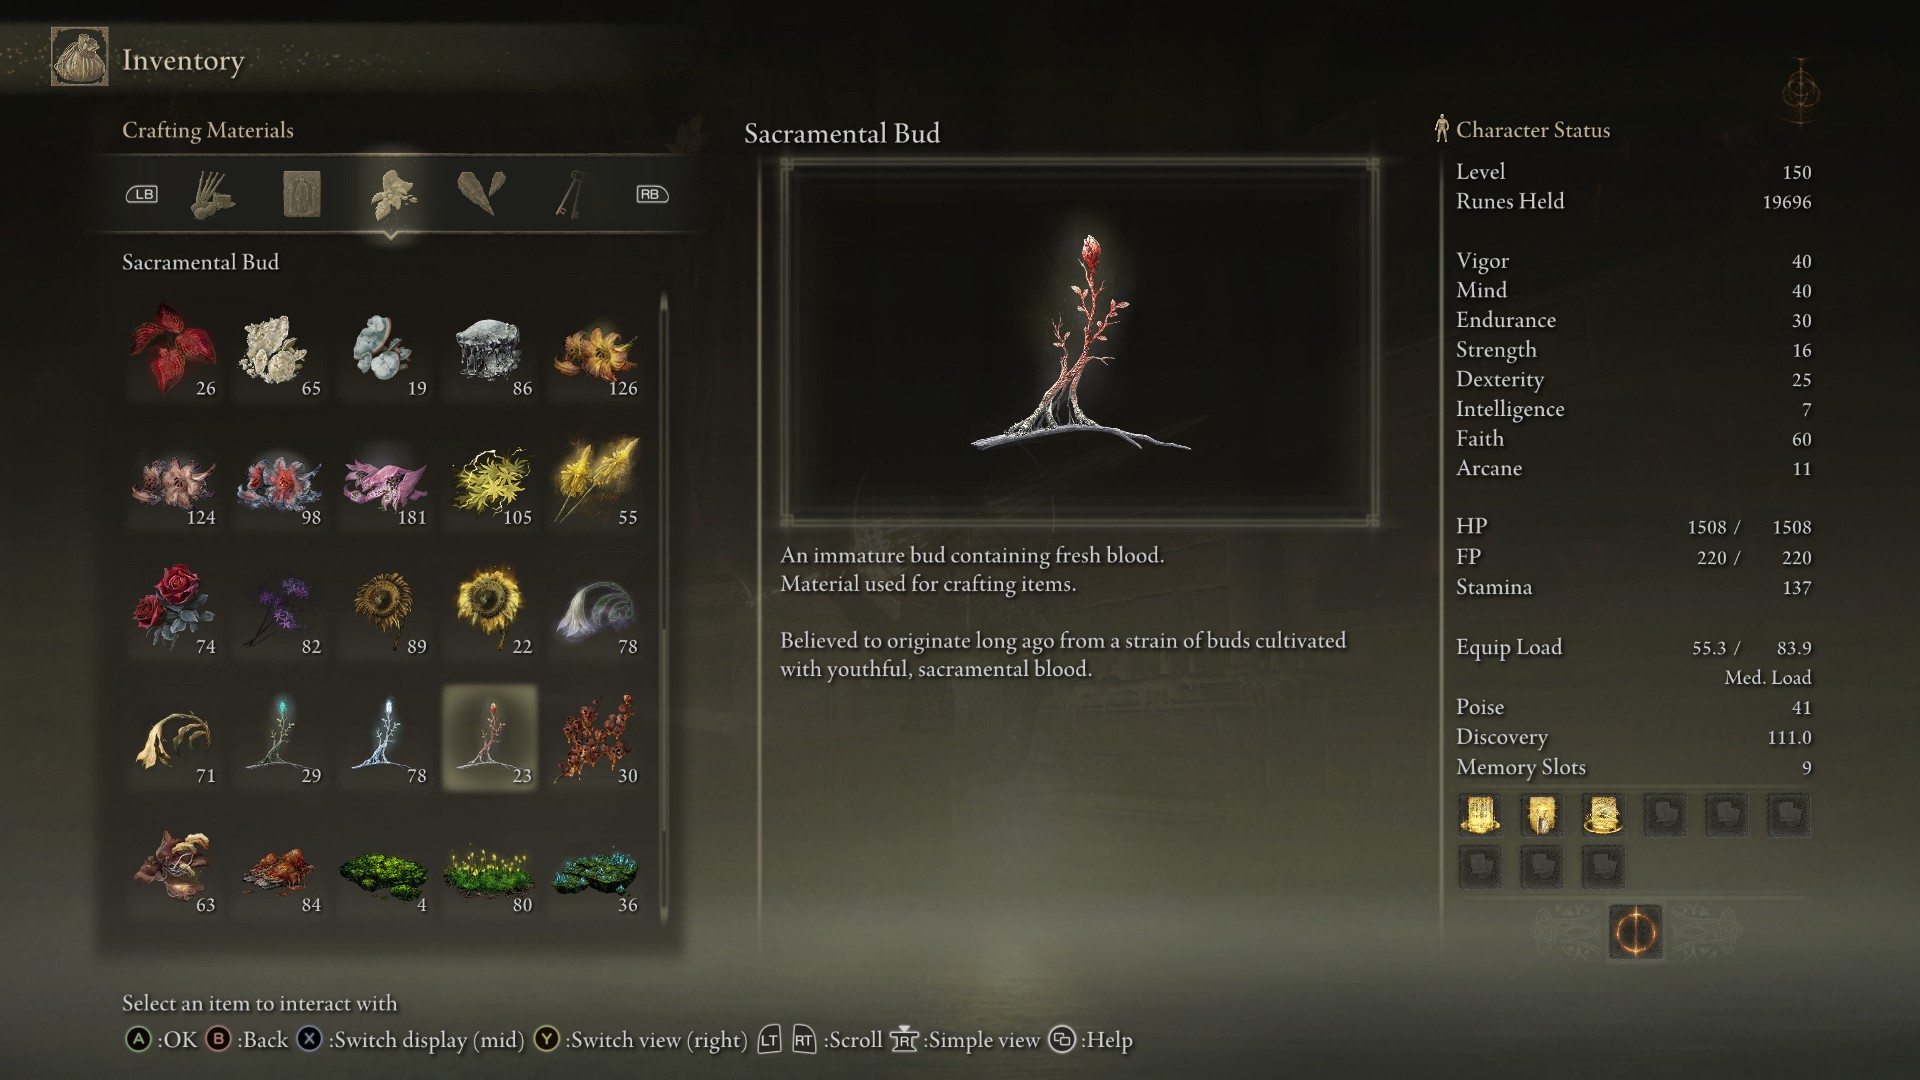 Inventory
Crafting Materials
LB
RB
Sacramental Bud
26 65 19 86 126
124 98 181 105 55
74 82 89 22 78
71 29 78 23 30
63 84 4 80 36
Sacramental Bud
An immature bud containing fresh blood.
Material used for crafting items.
Believed to originate long ago from a strain of buds cultivated
with youthful, sacramental blood.
Character Status
Level 150
Runes Held 19696
Vigor 40
Mind 40
Endurance 30
Strength 16
Dexterity 25
Intelligence 7
Faith 60
Arcane 11
HP 1508 / 1508
FP 220 / 220
Stamina 137
Equip Load 55.3 / 83.9
Med. Load
Poise 41
Discovery 111.0
Memory Slots 9
Select an item to interact with
A :OK B :Back X :Switch display (mid) Y :Switch view (right) LT RT :Scroll R :Simple view :Help